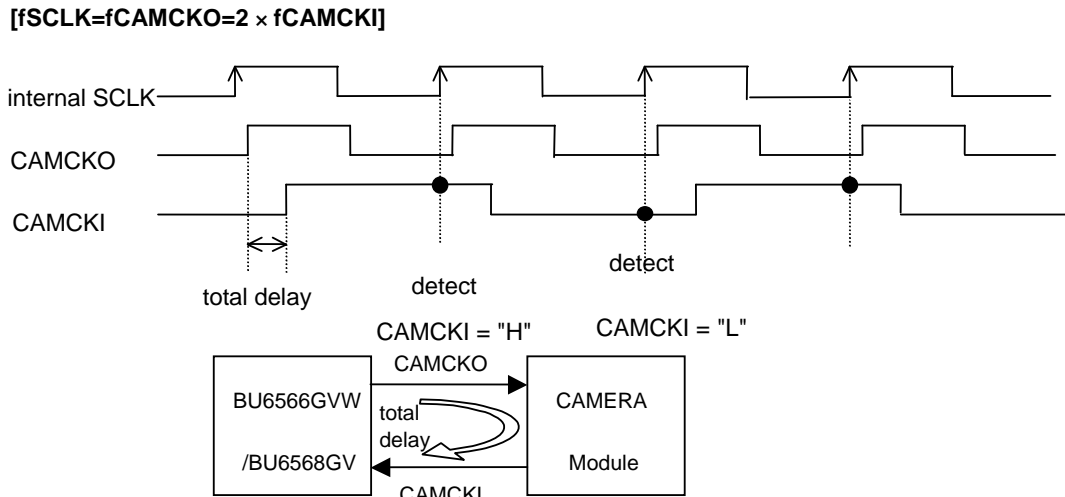 [fSCLK=fCAMCKO=2 × fCAMCKI]
internal SCLK
CAMCKO
CAMCKI
total delay
detect
detect
CAMCKI = "H"
CAMCKI = "L"
CAMCKO
BU6566GVW
/BU6568GV
total
delay
CAMERA
Module
CAMCKI